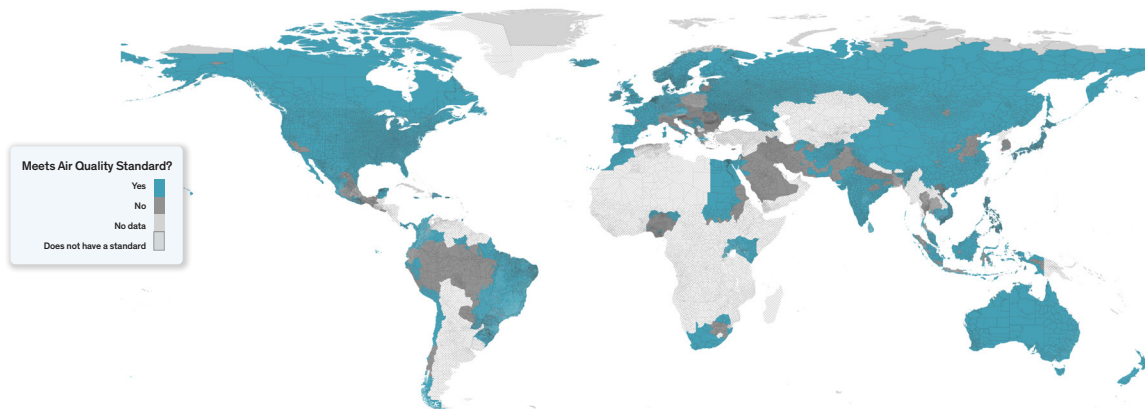 Meets Air Quality Standard?
Yes
No
No data
Does not have a standard